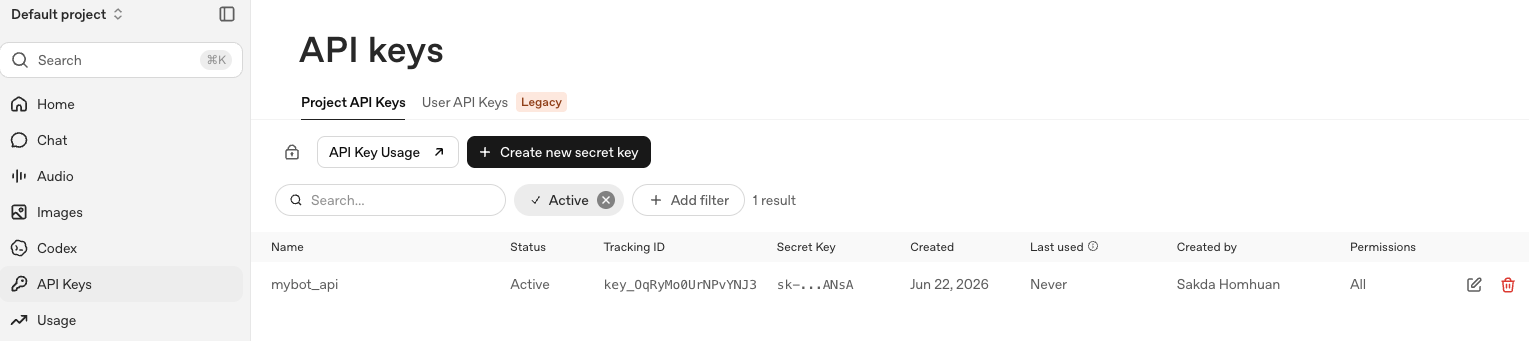 Default project
Search ⌘K
Home
Chat
Audio
Images
Codex
API Keys
Usage
API keys
Project API Keys User API Keys Legacy
API Key Usage + Create new secret key
Search... Active + Add filter 1 result
Name Status Tracking ID Secret Key Created Last used Created by Permissions
mybot_api Active key_OqRyMo0UrNPvYNJ3 sk-...ANsA Jun 22, 2026 Never Sakda Homhuan All